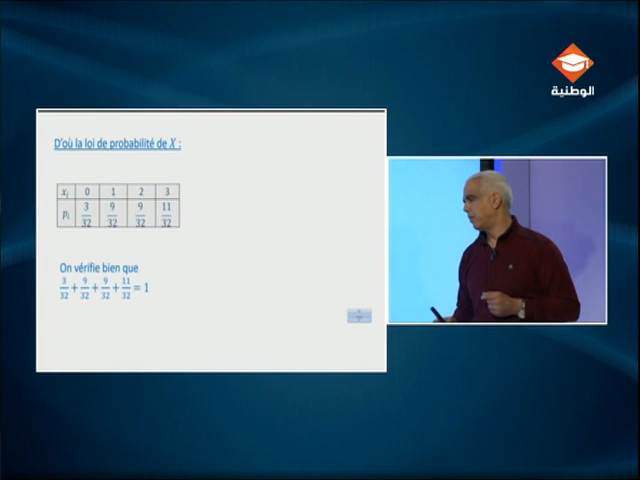 الوطنية
D'où la loi de probabilité de X :
xᵢ 0 1 2 3
pᵢ 3/32 9/32 9/32 11/32
On vérifie bien que
3/32 + 9/32 + 9/32 + 11/32 = 1